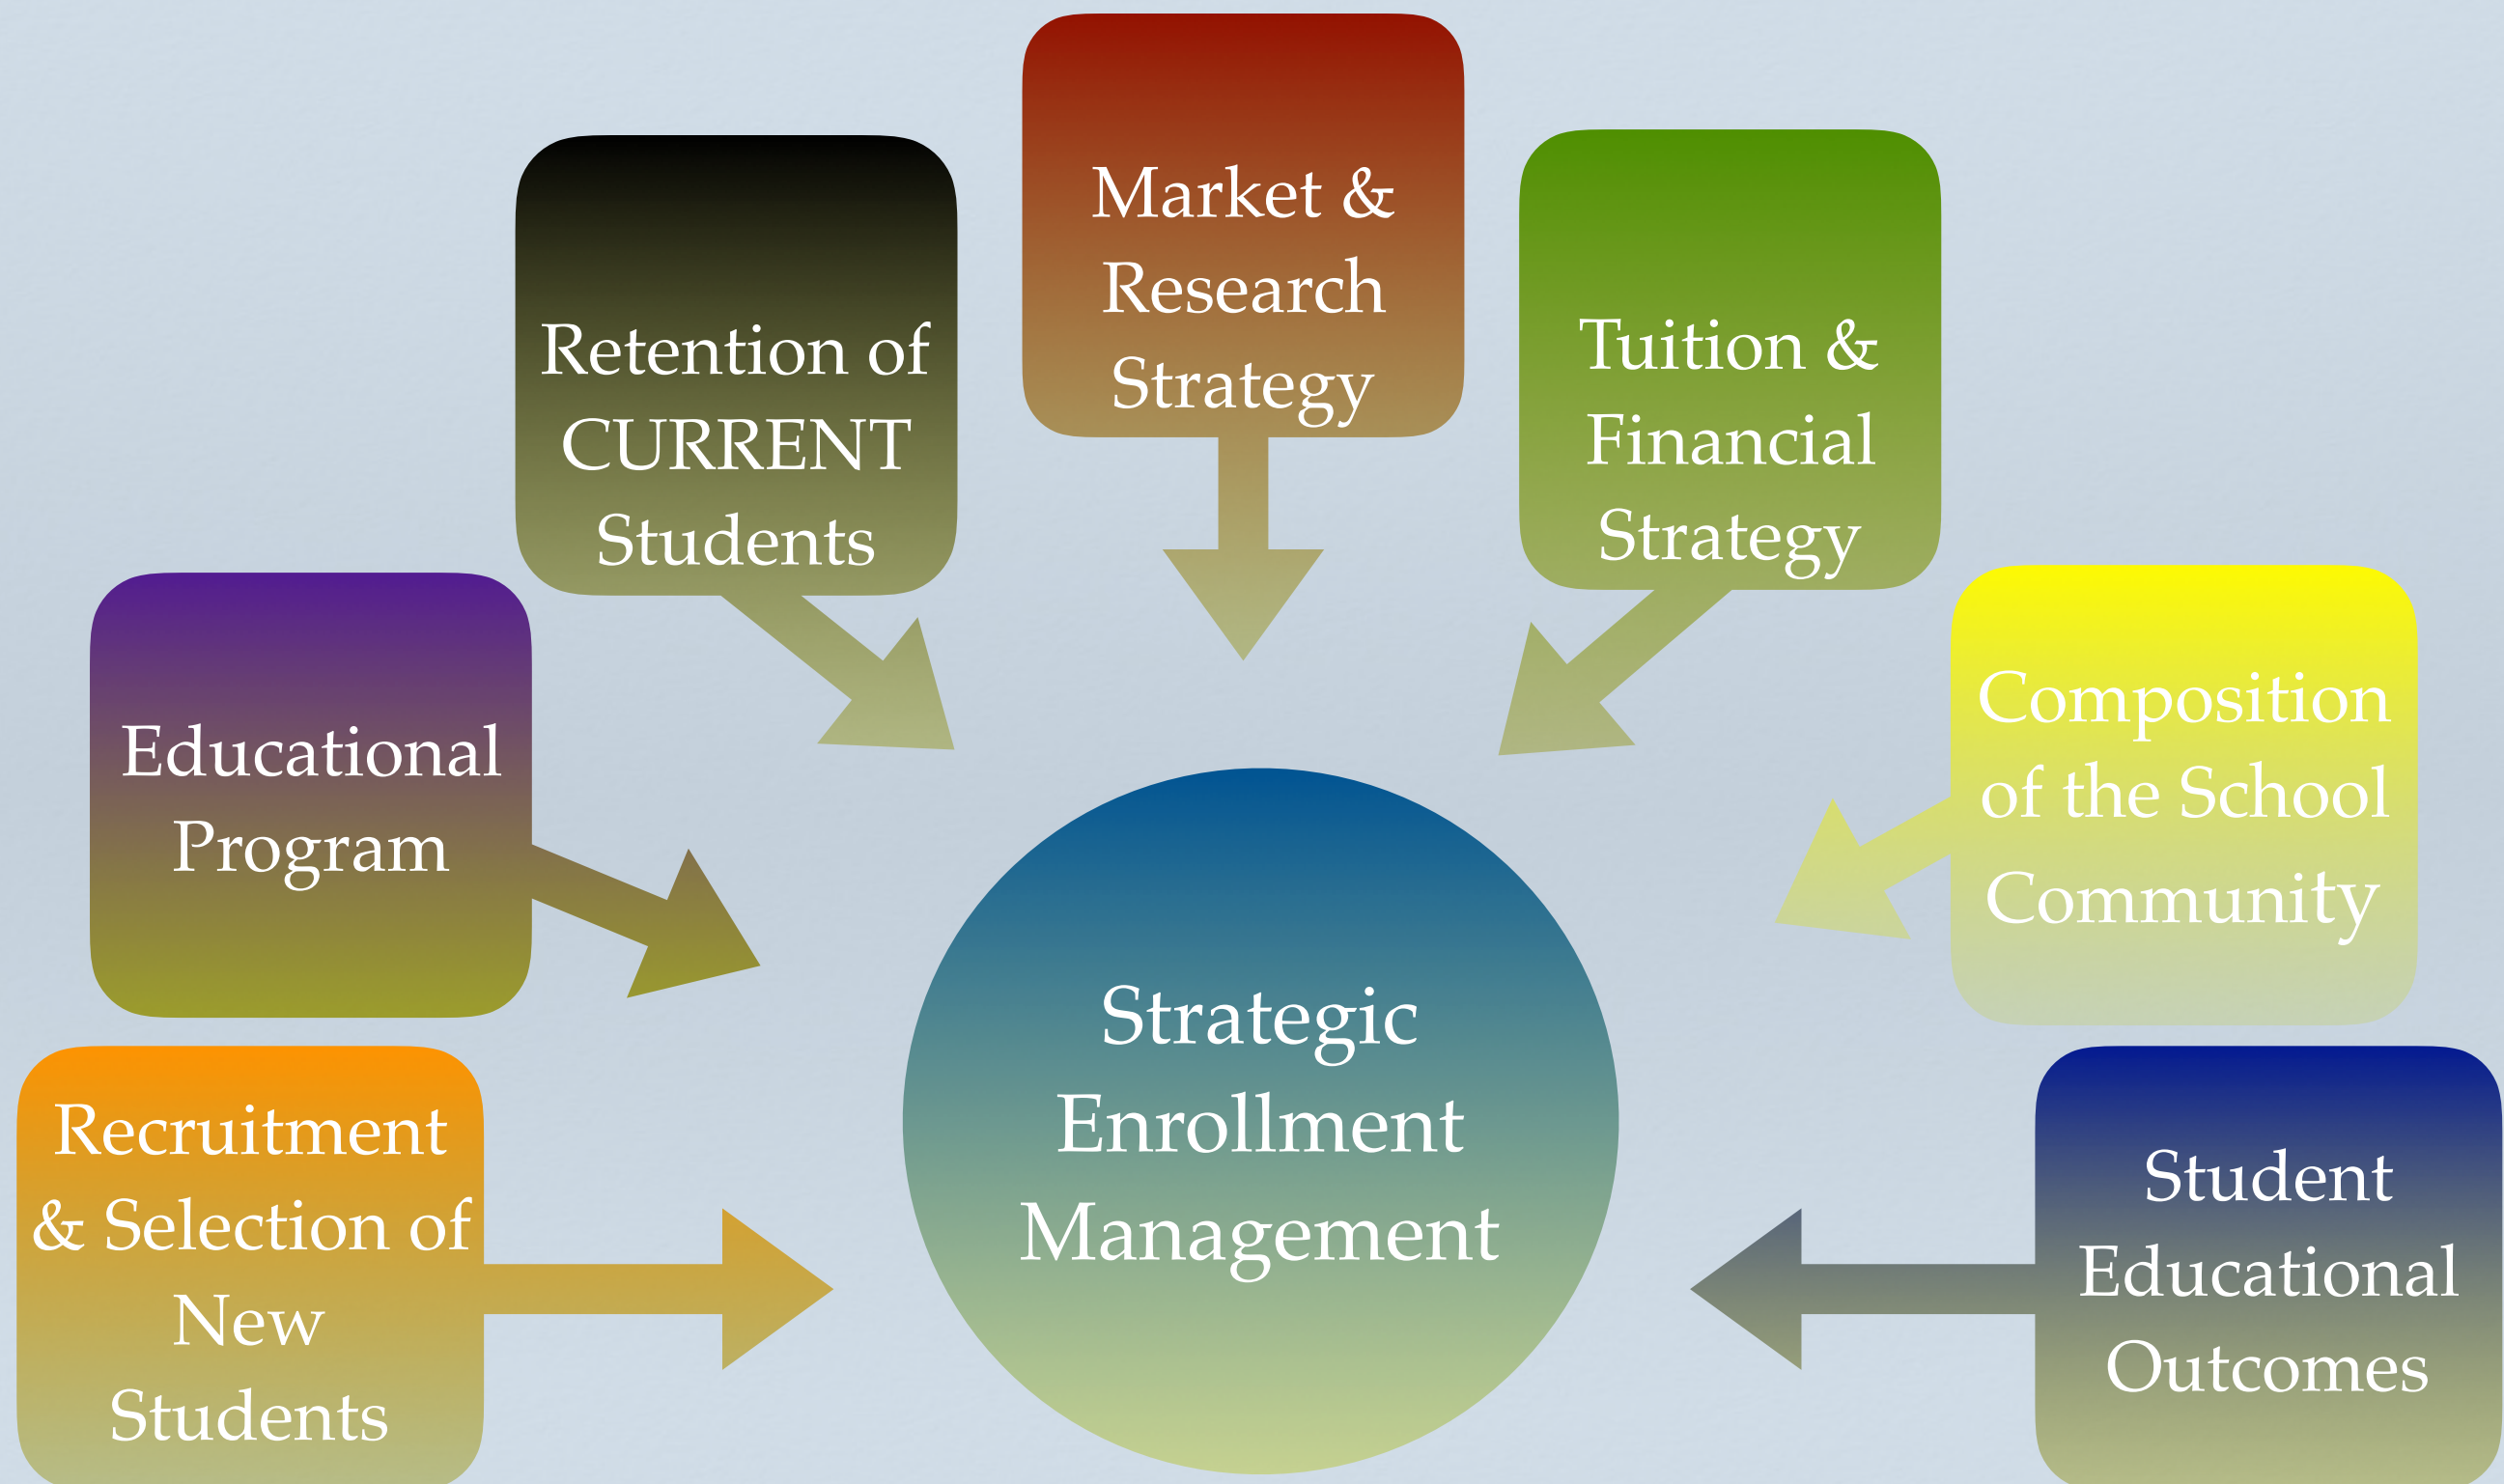 Market &
Research
Strategy
Retention of
CURRENT
Students
Tuition &
Financial
Strategy
Educational
Program
Composition
of the School
Community
Strategic
Enrollment
Management
Recruitment
& Selection of
New
Students
Student
Educational
Outcomes